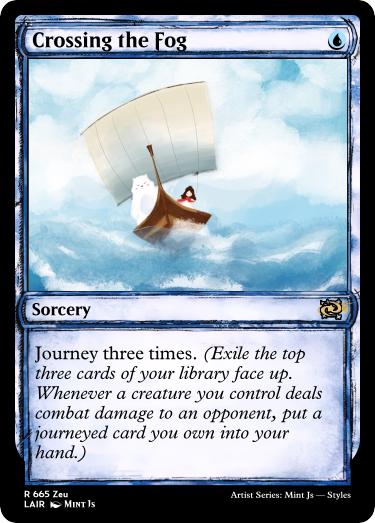 Crossing the Fog
Sorcery
Journey three times. (Exile the top
three cards of your library face up.
Whenever a creature you control deals
combat damage to an opponent, put a
journeyed card you own into your
hand.)
R 665 Zeu
Artist Series: Mint Js — Styles
LAIR Mint Js